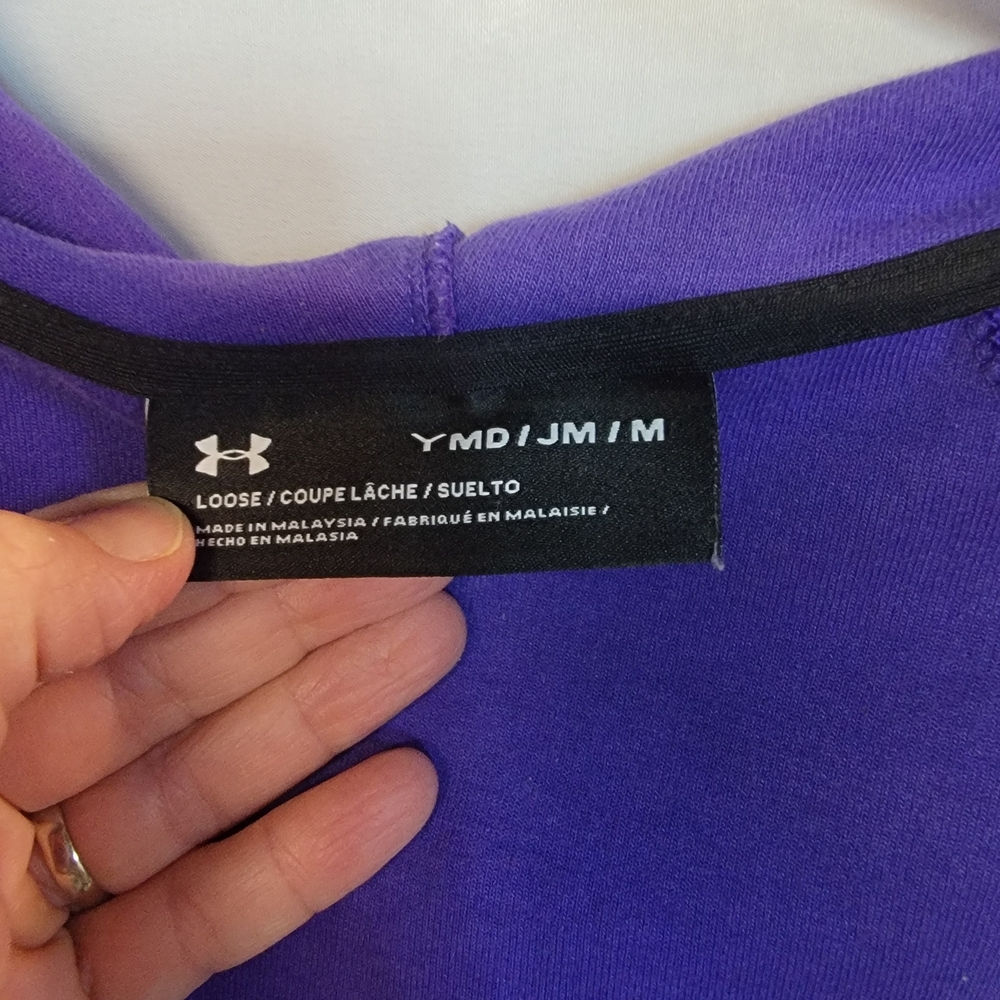 YMD / JM / M
LOOSE / COUPE LÂCHE / SUELTO
MADE IN MALAYSIA / FABRIQUÉ EN MALAISIE /
HECHO EN MALASIA